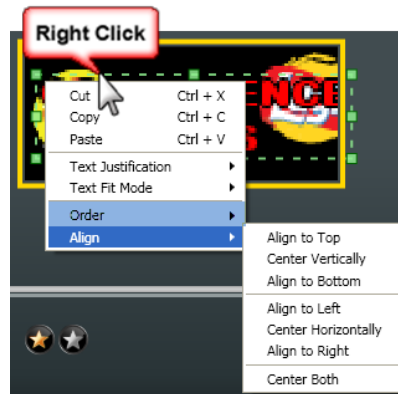 Right Click
ENCE
S
Cut Ctrl + X
Copy Ctrl + C
Paste Ctrl + V
Text Justification
Text Fit Mode
Order
Align
Align to Top
Center Vertically
Align to Bottom
Align to Left
Center Horizontally
Align to Right
Center Both